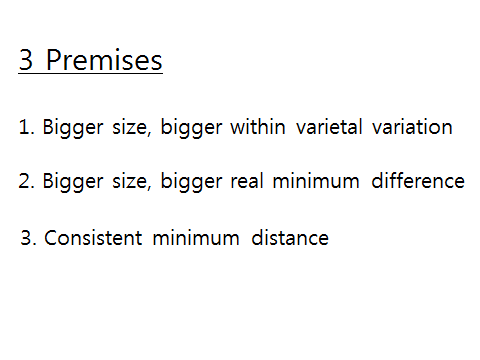 3 Premises
1. Bigger size, bigger within varietal variation
2. Bigger size, bigger real minimum difference
3. Consistent minimum distance